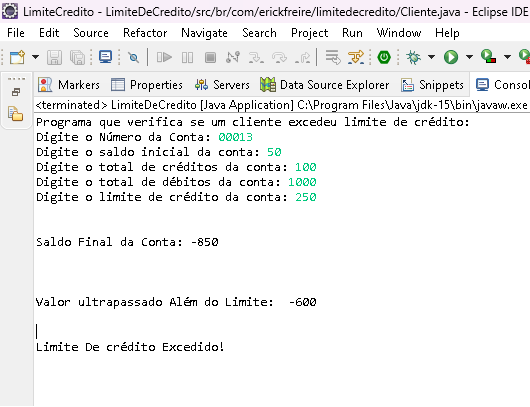 LimiteCredito - LimiteDeCredito/src/br/com/erickfreire/limitedecredito/Cliente.java - Eclipse IDE
File Edit Source Refactor Navigate Search Project Run Window Help
Markers Properties Servers Data Source Explorer Snippets Conso
<terminated> LimiteDeCredito [Java Application] C:\Program Files\Java\jdk-15\bin\javaw.exe
Programa que verifica se um cliente excedeu limite de crédito:
Digite o Número da Conta: 00013
Digite o saldo inicial da conta: 50
Digite o total de créditos da conta: 100
Digite o total de débitos da conta: 1000
Digite o limite de crédito da conta: 250
Saldo Final da Conta: -850
Valor ultrapassado Além do Limite: -600
Limite De crédito Excedido!